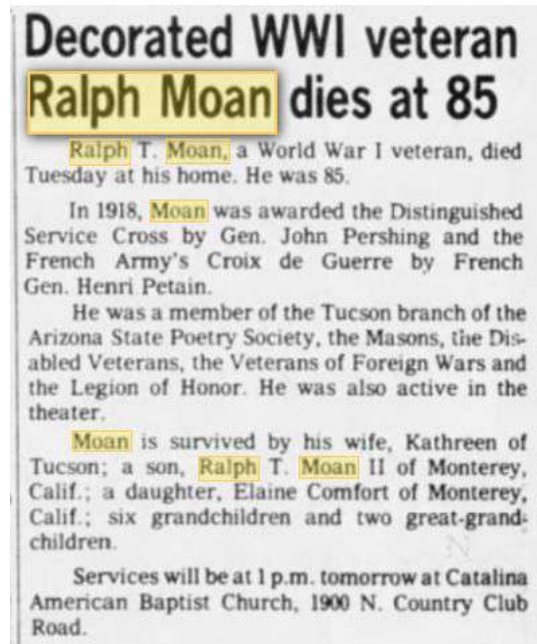 Decorated WWI veteran
Ralph Moan dies at 85
Ralph T. Moan, a World War I veteran, died
Tuesday at his home. He was 85.
In 1918, Moan was awarded the Distinguished
Service Cross by Gen. John Pershing and the
French Army's Croix de Guerre by French
Gen. Henri Petain.
He was a member of the Tucson branch of the
Arizona State Poetry Society, the Masons, the Dis-
abled Veterans, the Veterans of Foreign Wars and
the Legion of Honor. He was also active in the
theater.
Moan is survived by his wife, Kathreen of
Tucson; a son, Ralph T. Moan II of Monterey,
Calif.; a daughter, Elaine Comfort of Monterey,
Calif.; six grandchildren and two great-grand-
children.
Services will be at 1 p.m. tomorrow at Catalina
American Baptist Church, 1900 N. Country Club
Road.